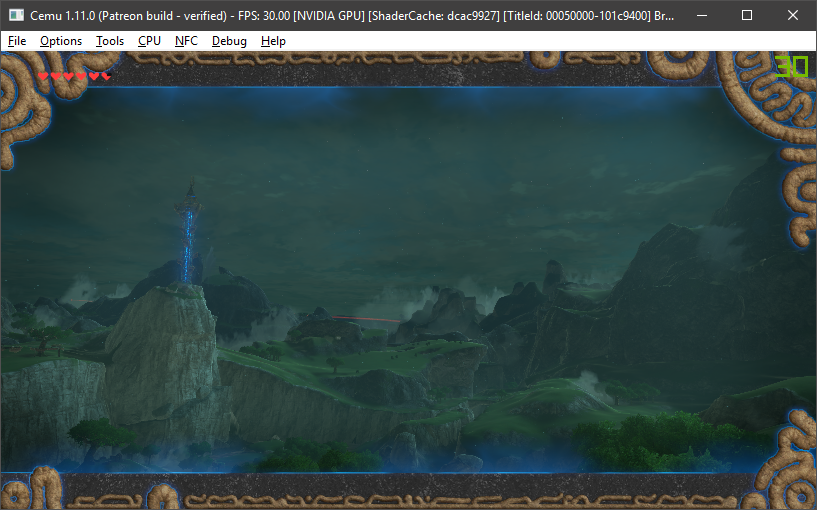 Cemu 1.11.0 (Patreon build - verified) - FPS: 30.00 [NVIDIA GPU] [ShaderCache: dcac9927] [TitleId: 00050000-101c9400] Br...
File Options Tools CPU NFC Debug Help
30